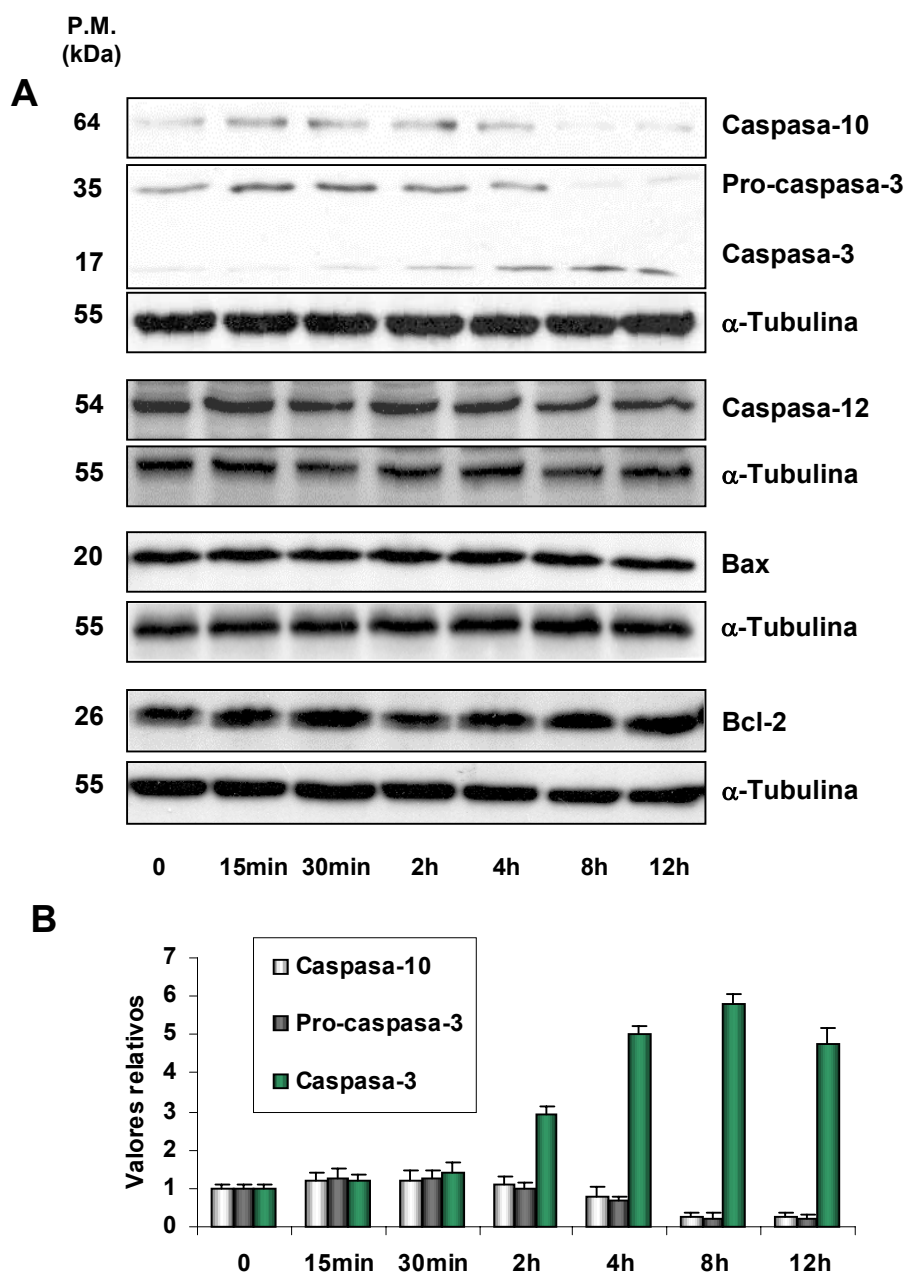 P.M.
(kDa)
A
64 Caspasa-10
35 Pro-caspasa-3
17 Caspasa-3
55 α-Tubulina
54 Caspasa-12
55 α-Tubulina
20 Bax
55 α-Tubulina
26 Bcl-2
55 α-Tubulina
0 15min 30min 2h 4h 8h 12h
B
Valores relativos
7
6
5
4
3
2
1
0
Caspasa-10
Pro-caspasa-3
Caspasa-3
0 15min 30min 2h 4h 8h 12h